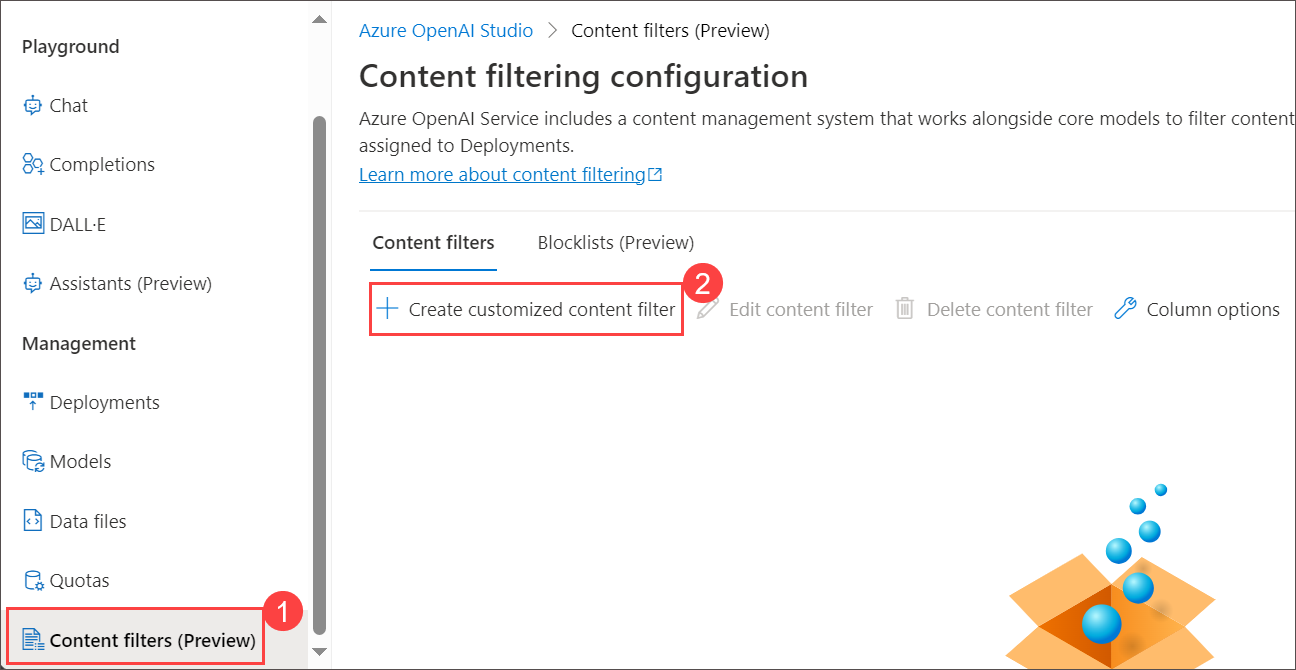 Playground
Chat
Completions
DALL·E
Assistants (Preview)
Management
Deployments
Models
Data files
Quotas
Content filters (Preview)
1
Azure OpenAI Studio > Content filters (Preview)
Content filtering configuration
Azure OpenAI Service includes a content management system that works alongside core models to filter content
assigned to Deployments.
Learn more about content filtering
Content filters Blocklists (Preview)
2
Create customized content filter Edit content filter Delete content filter Column options